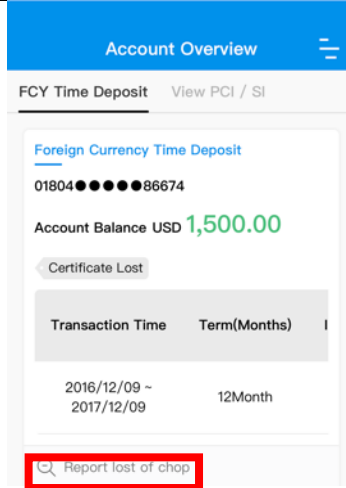 Account Overview
FCY Time Deposit View PCI / SI
Foreign Currency Time Deposit
01804●●●●●86674
Account Balance USD 1,500.00
Certificate Lost
Transaction Time Term(Months)
2016/12/09 ~
2017/12/09
12Month
Report lost of chop